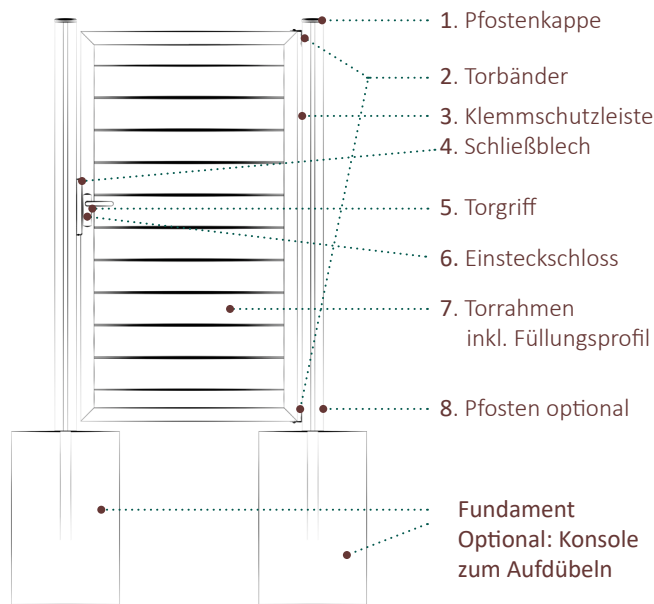 1. Pfostenkappe
2. Torbänder
3. Klemmschutzleiste
4. Schließblech
5. Torgriff
6. Einsteckschloss
7. Torrahmen
inkl. Füllungsprofil
8. Pfosten optional
Fundament
Optional: Konsole
zum Aufdübeln